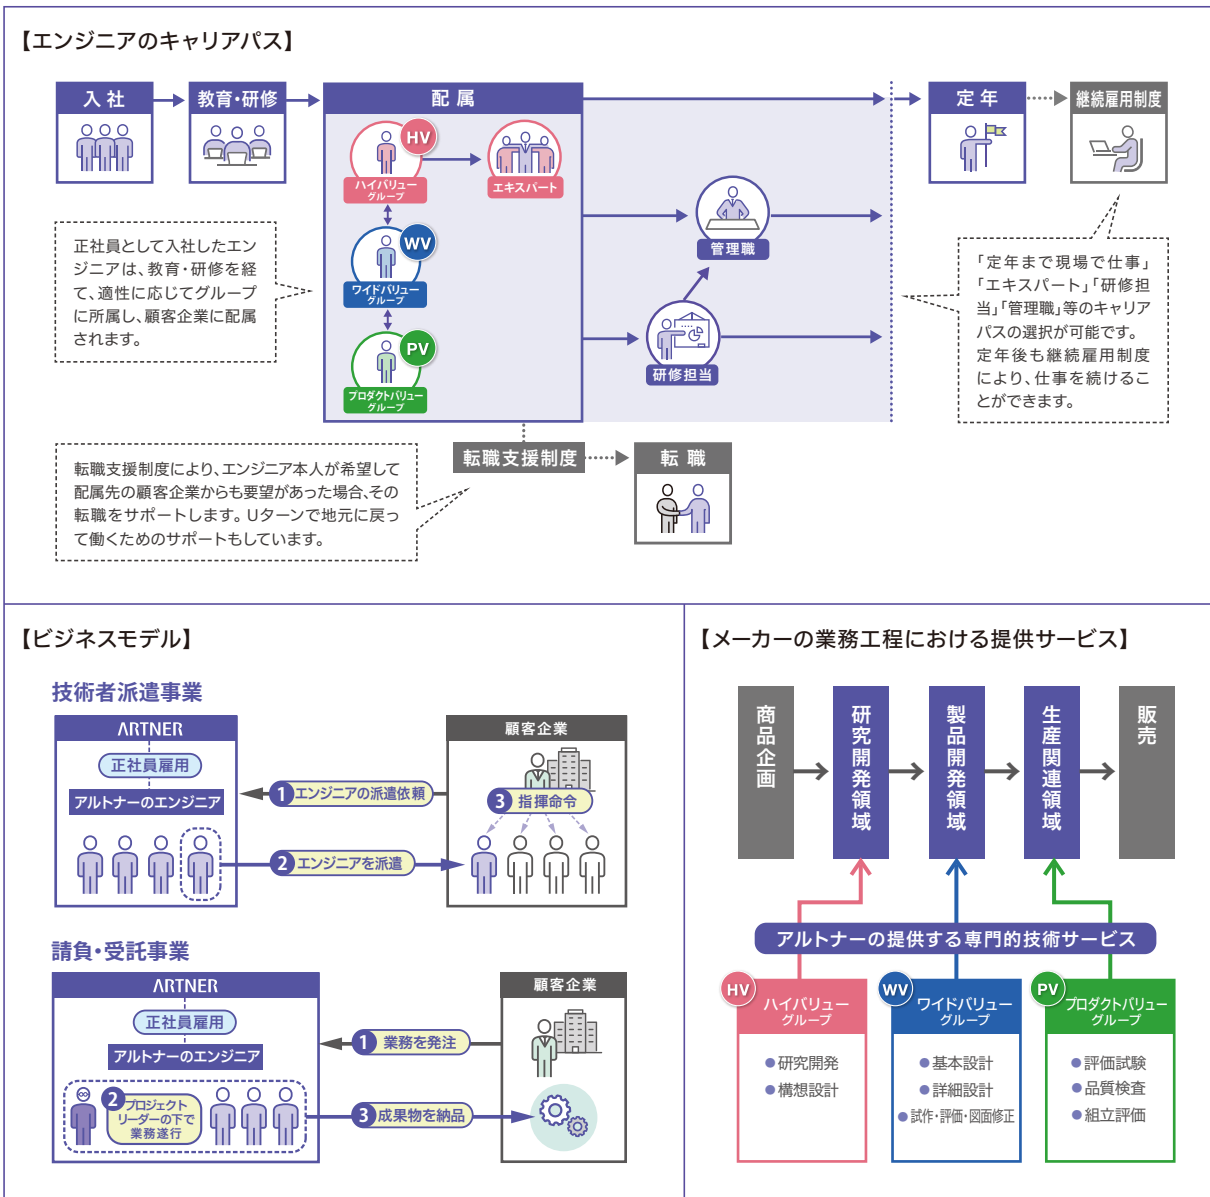 【エンジニアのキャリアパス】
入社
教育・研修
配属
定年
継続雇用制度
HV
ハイバリュー
グループ
エキスパート
WV
ワイドバリュー
グループ
PV
プロダクトバリュー
グループ
管理職
研修担当
正社員として入社したエン
ジニアは、教育・研修を経
て、適性に応じてグループ
に所属し、顧客企業に配属
されます。
「定年まで現場で仕事」
「エキスパート」「研修担
当」「管理職」等のキャリア
パスの選択が可能です。
定年後も継続雇用制度
により、仕事を続けるこ
とができます。
転職支援制度
転職
転職支援制度により、エンジニア本人が希望して
配属先の顧客企業からも要望があった場合、その
転職をサポートします。Uターンで地元に戻っ
て働くためのサポートもしています。
【ビジネスモデル】
技術者派遣事業
ARTNER
正社員雇用
アルトナーのエンジニア
顧客企業
1 エンジニアの派遣依頼
3 指揮命令
2 エンジニアを派遣
請負・受託事業
ARTNER
正社員雇用
アルトナーのエンジニア
顧客企業
1 業務を発注
2 プロジェクト
リーダーの下で
業務遂行
3 成果物を納品
【メーカーの業務工程における提供サービス】
商品企画
研究開発領域
製品開発領域
生産関連領域
販売
アルトナーの提供する専門的技術サービス
HV
ハイバリュー
グループ
●研究開発
●構想設計
WV
ワイドバリュー
グループ
●基本設計
●詳細設計
●試作・評価・図面修正
PV
プロダクトバリュー
グループ
●評価試験
●品質検査
●組立評価